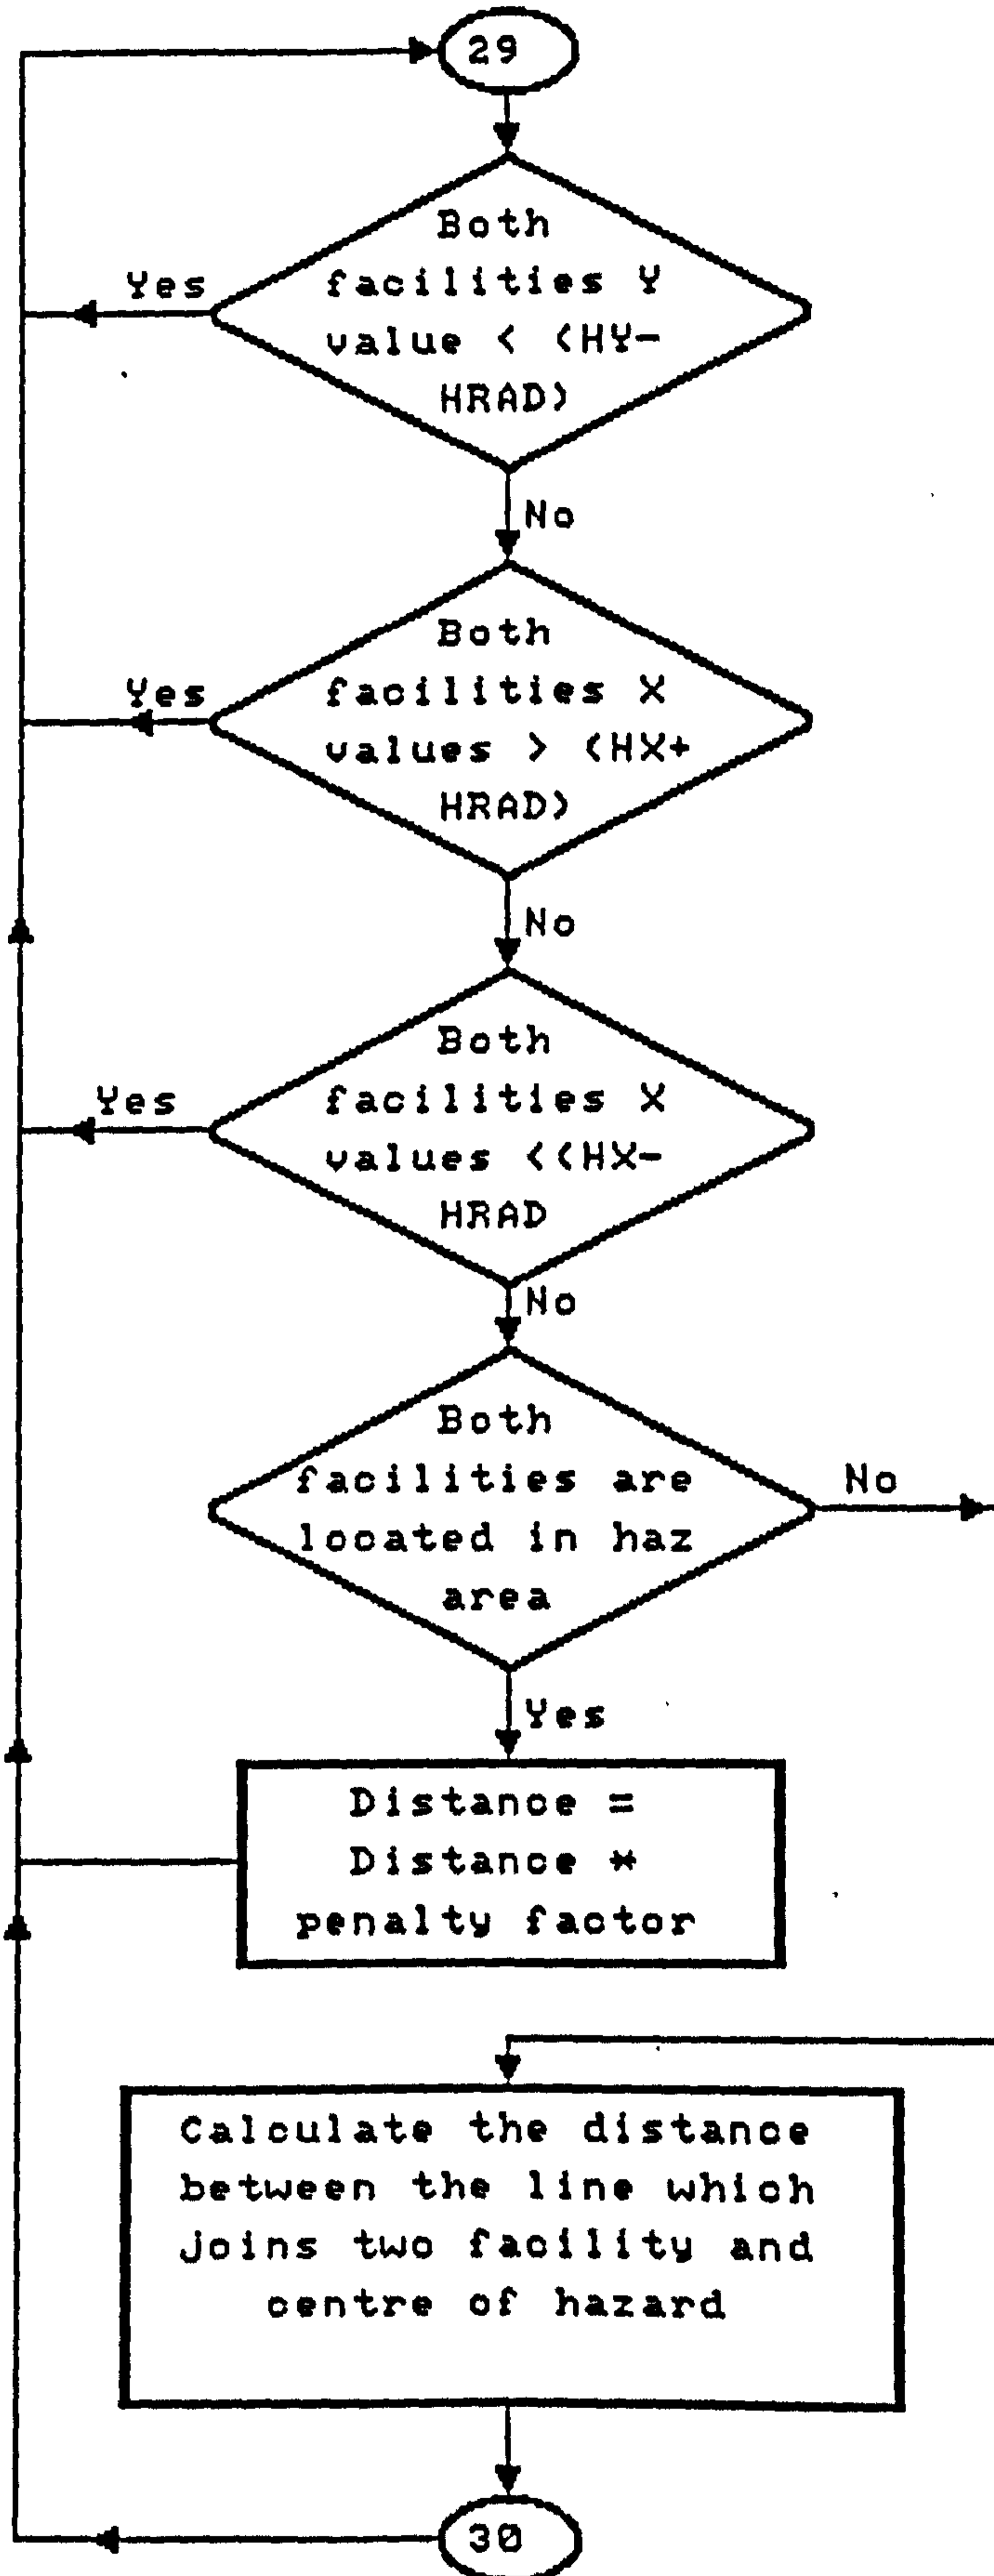 29
Both
facilities Y
value < (HY-
HRAD)
Yes
No
Both
facilities X
values > (HX+
HRAD)
Yes
No
Both
facilities X
values <(HX-
HRAD
Yes
No
Both
facilities are
located in haz
area
No
Yes
Distance =
Distance *
penalty factor
Calculate the distance
between the line which
joins two facility and
centre of hazard
30